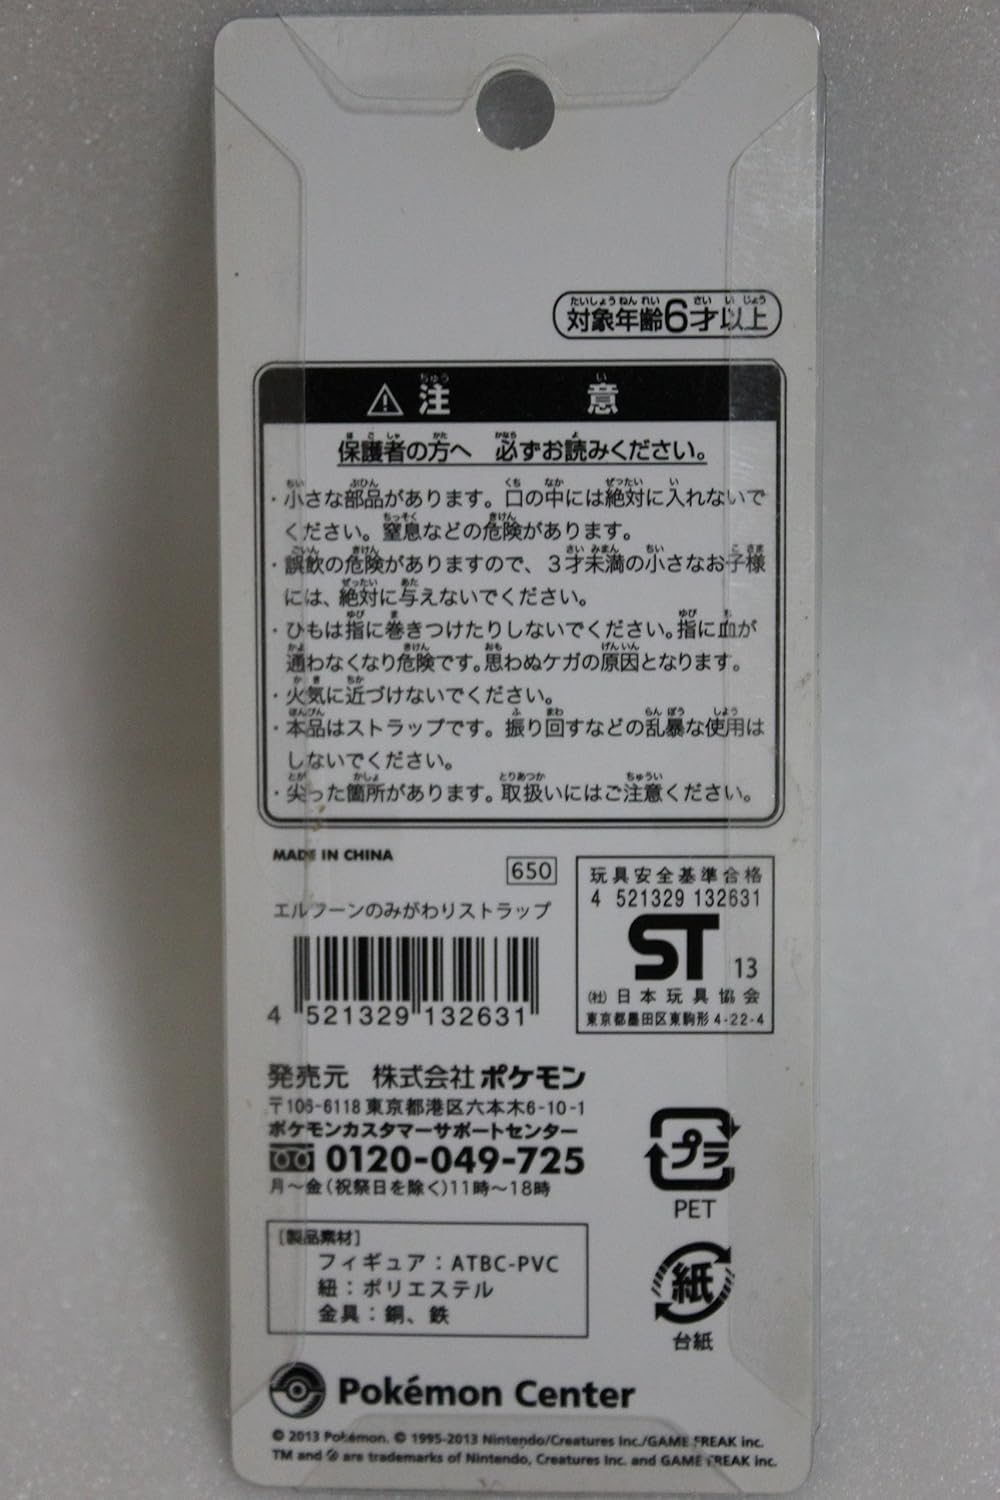 対象年齢6才以上
⚠注意
保護者の方へ 必ずお読みください。
・小さな部品があります。口の中には絶対に入れないで
ください。窒息などの危険があります。
・誤飲の危険がありますので、3才未満の小さなお子様
には、絶対に与えないでください。
・ひもは指に巻きつけたりしないでください。指に血が
通わなくなり危険です。思わぬケガの原因となります。
・火気に近づけないでください。
・本品はストラップです。振り回すなどの乱暴な使用は
しないでください。
・尖った箇所があります。取扱いにはご注意ください。
MADE IN CHINA
650
エルフーンのみがわりストラップ
4 521329 132631
玩具安全基準合格
4 521329 132631
ST 13
(社)日本玩具協会
東京都墨田区東駒形4-22-4
発売元 株式会社ポケモン
〒106-6118 東京都港区六本木6-10-1
ポケモンカスタマーサポートセンター
0120-049-725
月～金(祝祭日を除く)11時～18時
プラ
PET
[製品素材]
フィギュア：ATBC-PVC
紐：ポリエステル
金具：銅、鉄
紙
台紙
Pokémon Center
© 2013 Pokémon. © 1995-2013 Nintendo/Creatures Inc./GAME FREAK inc.
TM and ® are trademarks of Nintendo, Creatures Inc. and GAME FREAK inc.